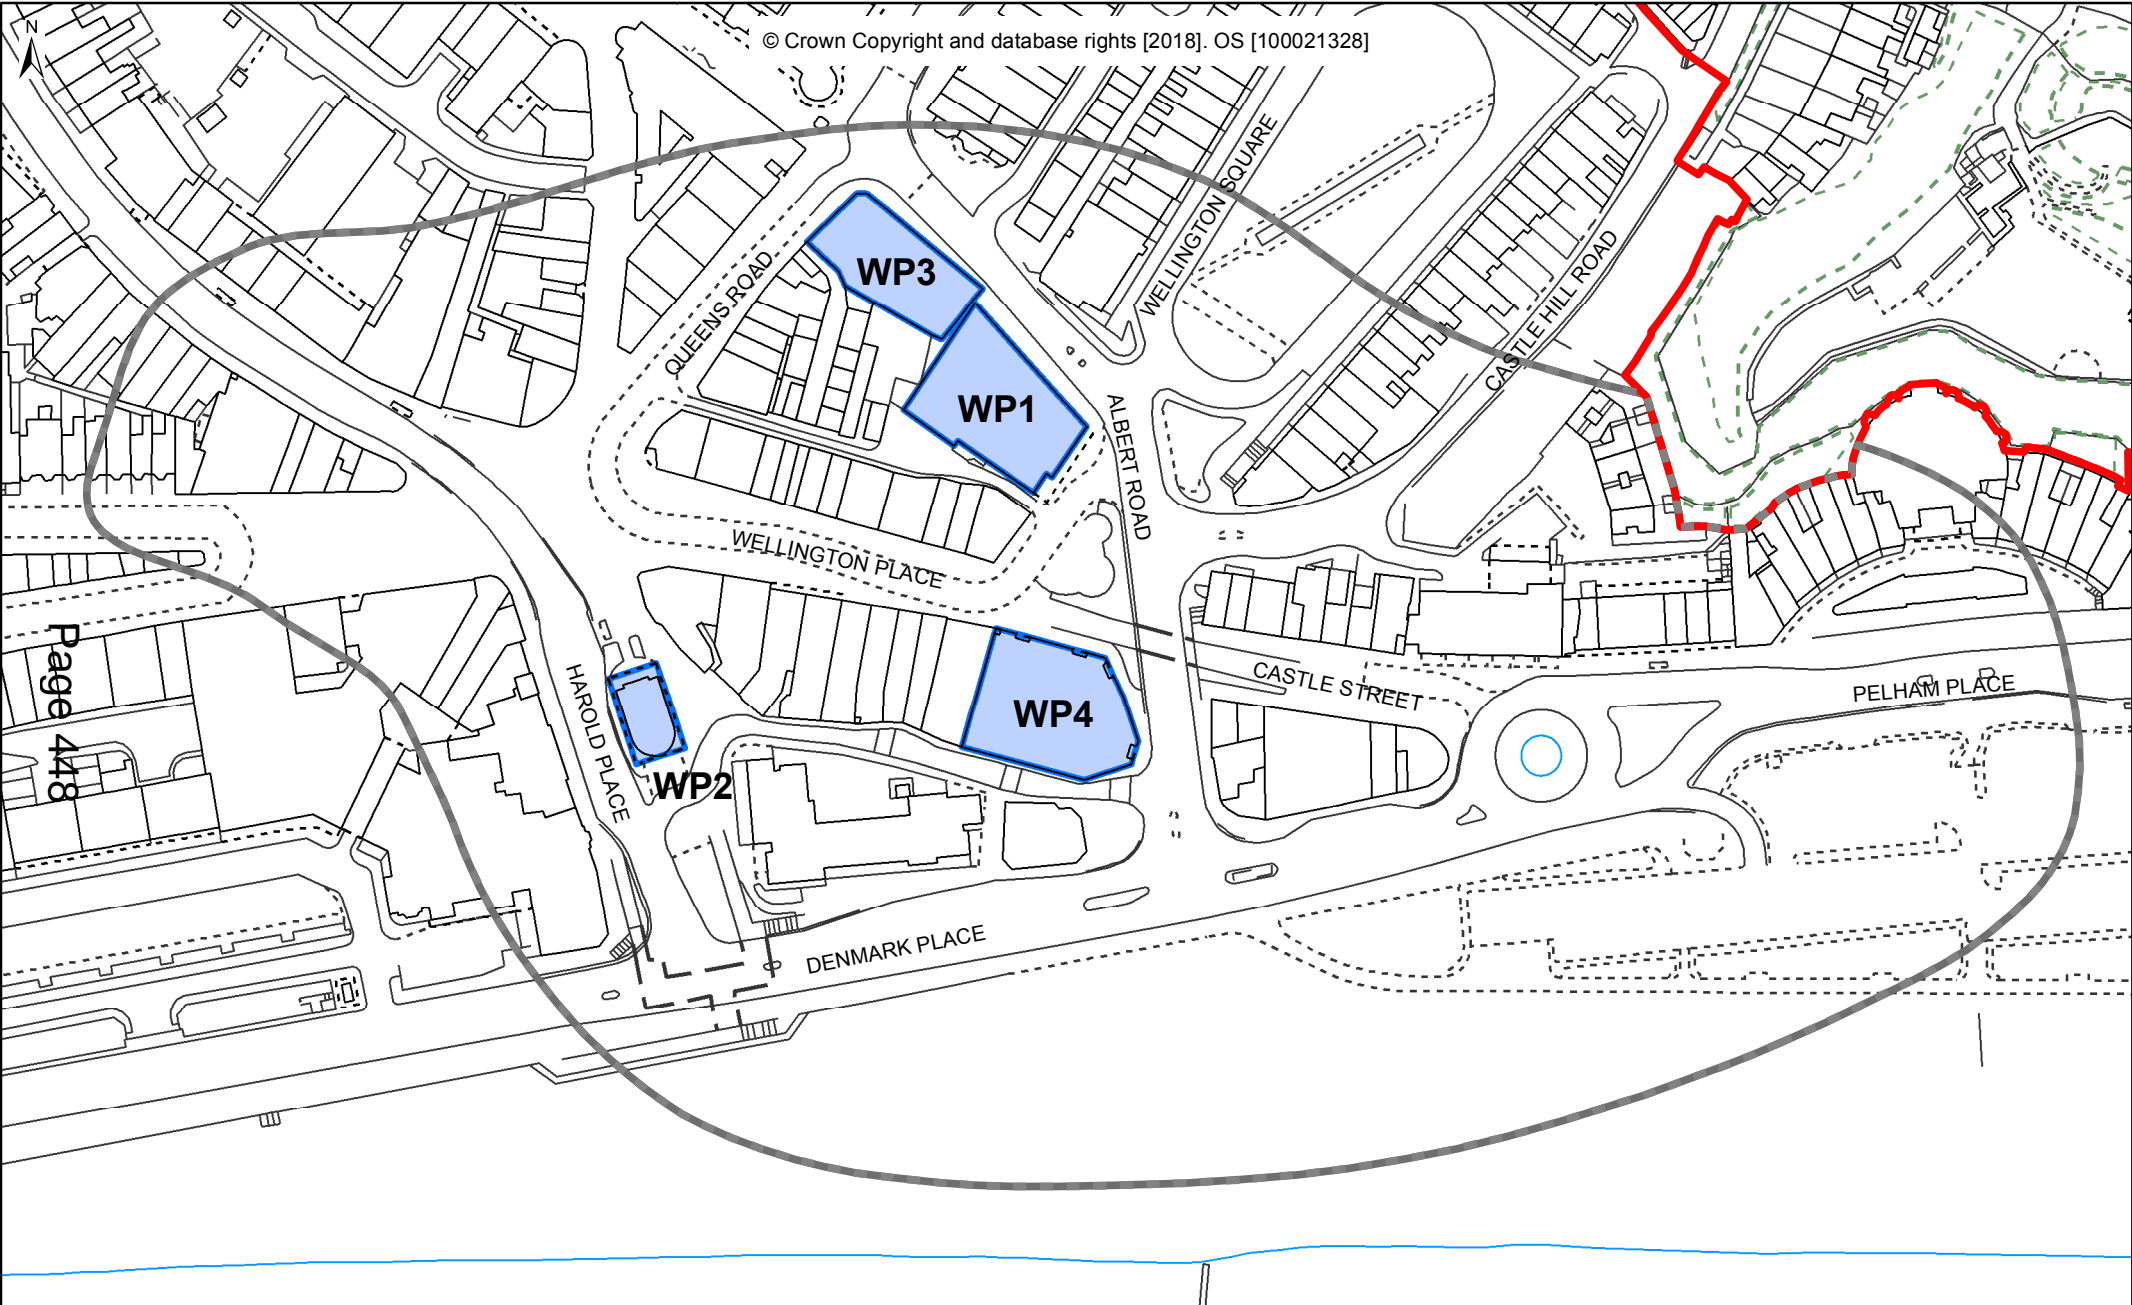 N
© Crown Copyright and database rights [2018]. OS [100021328]
WELLINGTON SQUARE
WP3
QUEENS ROAD
CASTLE HILL ROAD
WP1
ALBERT ROAD
WELLINGTON PLACE
Page 448
HAROLD PLACE
CASTLE STREET
PELHAM PLACE
WP4
WP2
DENMARK PLACE